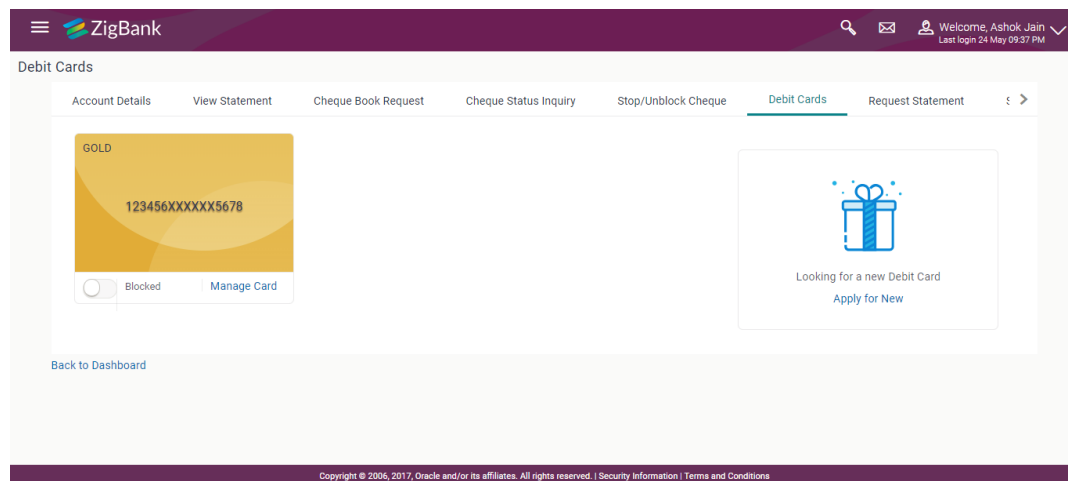 ZigBank
Welcome, Ashok Jain
Last login 24 May 09:37 PM
Debit Cards
Account Details View Statement Cheque Book Request Cheque Status Inquiry Stop/Unblock Cheque Debit Cards Request Statement
GOLD
123456XXXXXX5678
Blocked Manage Card
Looking for a new Debit Card
Apply for New
Back to Dashboard
Copyright © 2006, 2017, Oracle and/or its affiliates. All rights reserved. | Security Information | Terms and Conditions